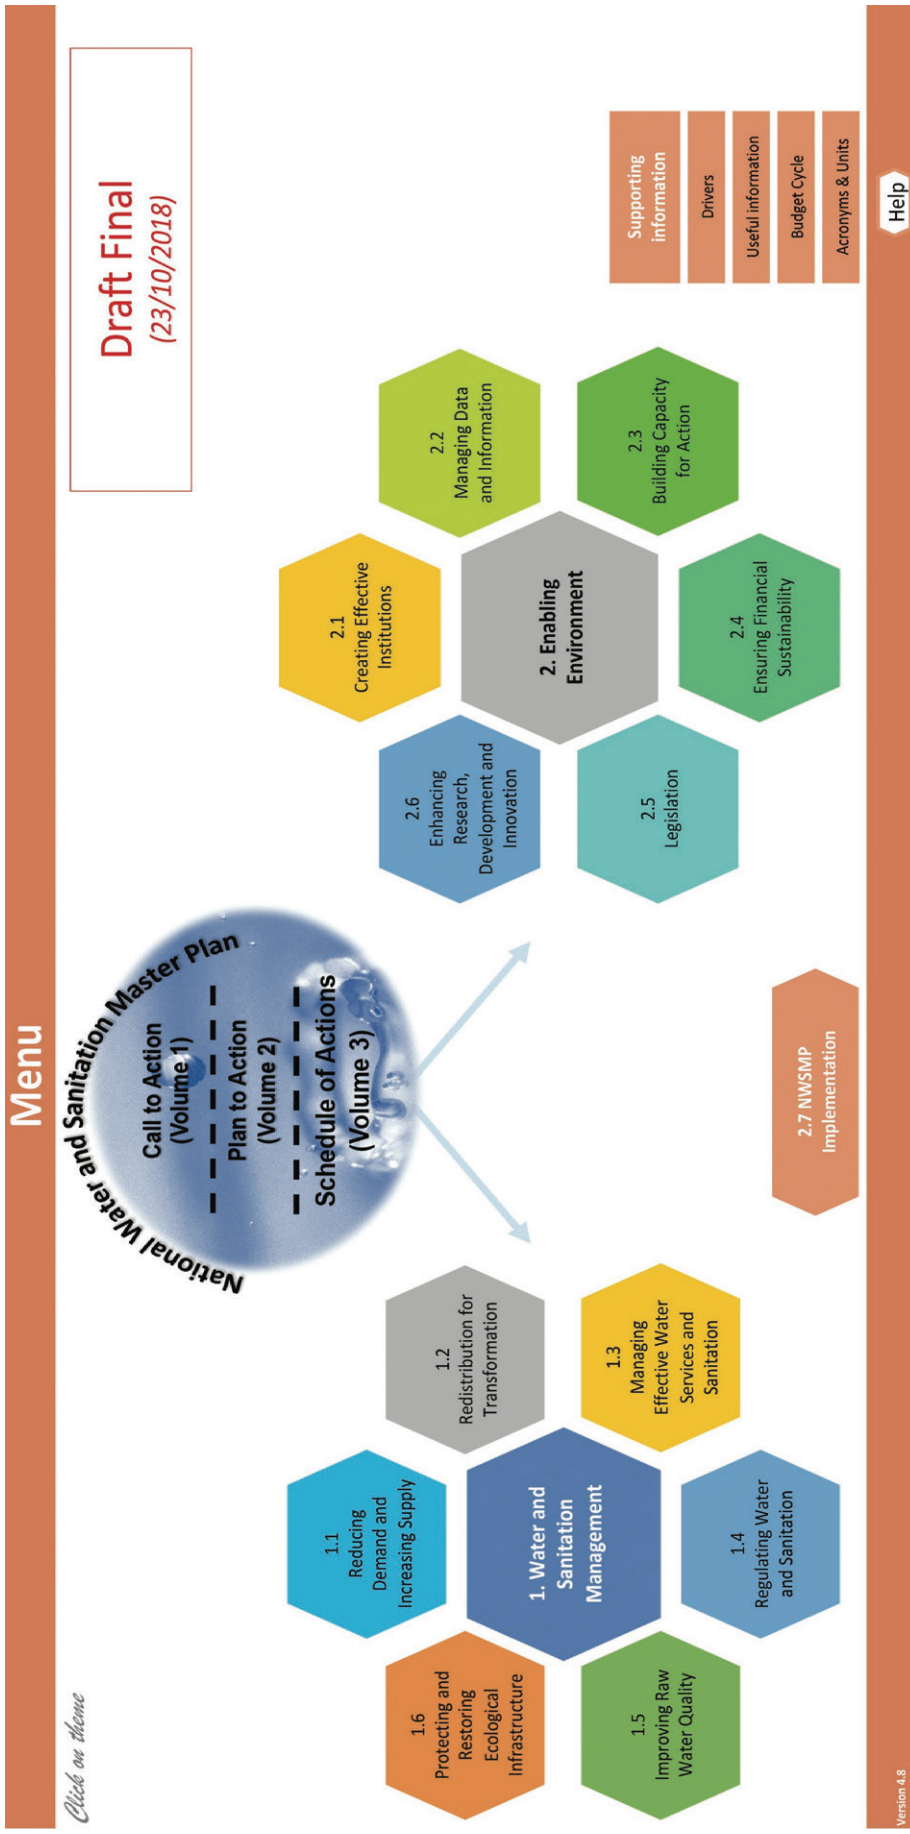 Menu
Click on theme
Draft Final
(23/10/2018)
National Water and Sanitation Master Plan
Call to Action
(Volume 1)
Plan to Action
(Volume 2)
Schedule of Actions
(Volume 3)
1.1
Reducing
Demand and
Increasing Supply
1.2
Redistribution for
Transformation
1.6
Protecting and
Restoring
Ecological
Infrastructure
1. Water and
Sanitation
Management
1.3
Managing
Effective Water
Services and
Sanitation
1.5
Improving Raw
Water Quality
1.4
Regulating Water
and Sanitation
2.1
Creating Effective
Institutions
2.6
Enhancing
Research,
Development and
Innovation
2.2
Managing Data
and Information
2. Enabling
Environment
2.5
Legislation
2.3
Building Capacity
for Action
2.4
Ensuring Financial
Sustainability
2.7 NWSMP
Implementation
Supporting
information
Drivers
Useful information
Budget Cycle
Acronyms & Units
Version 4.8
Help